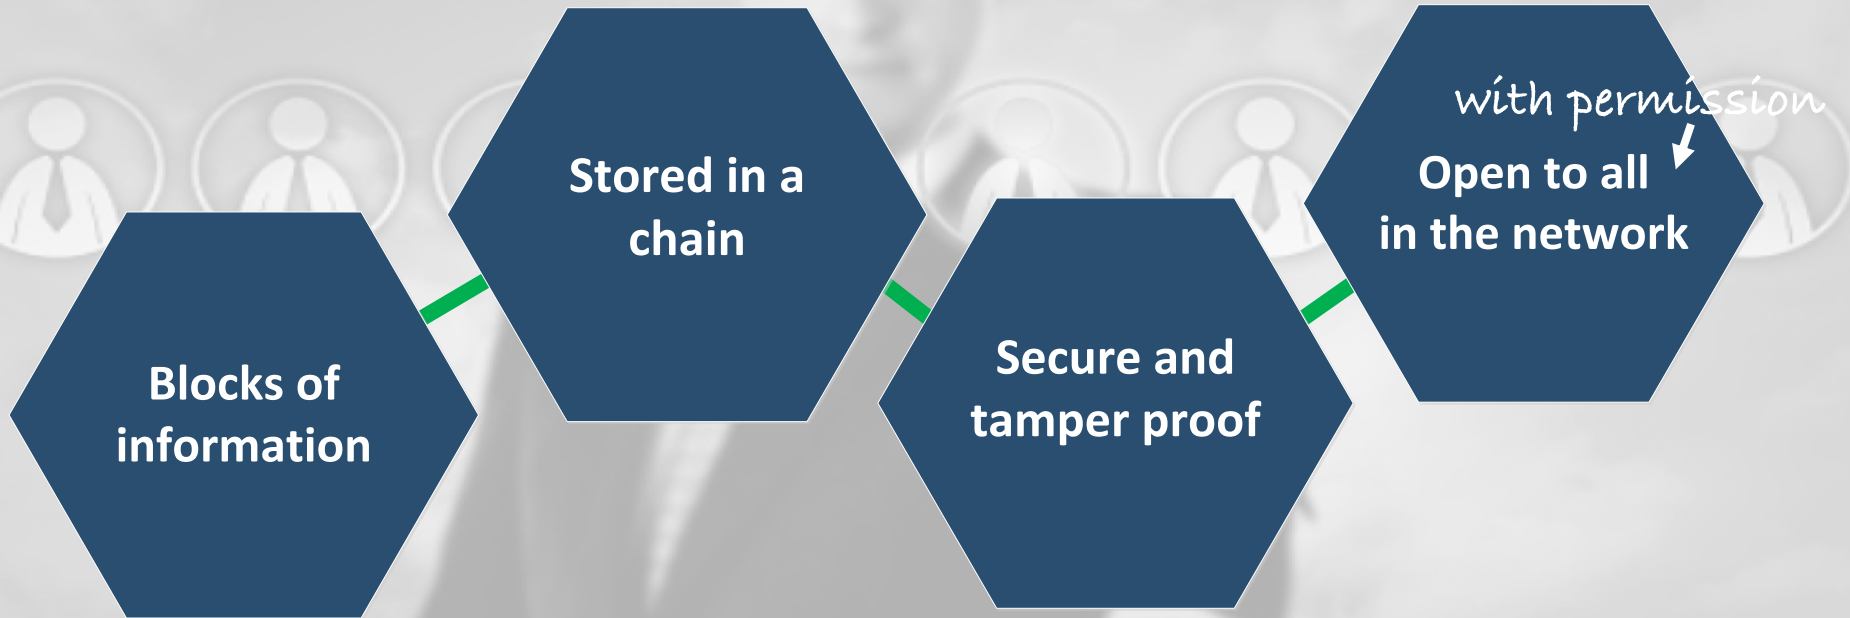 Blocks of
information
Stored in a
chain
Secure and
tamper proof
with permission
Open to all
in the network